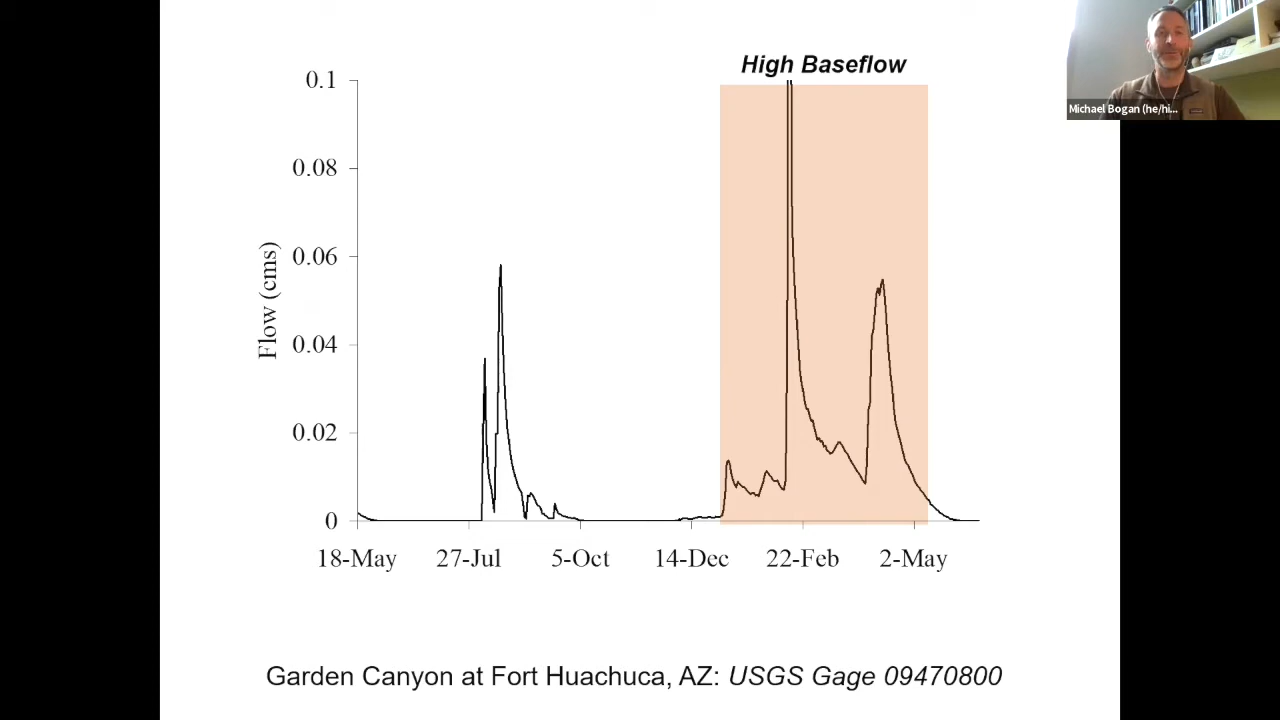 High Baseflow
Michael Bogan (he/hi...
0.1
0.08
0.06
0.04
0.02
0
Flow (cms)
18-May 27-Jul 5-Oct 14-Dec 22-Feb 2-May
Garden Canyon at Fort Huachuca, AZ: USGS Gage 09470800